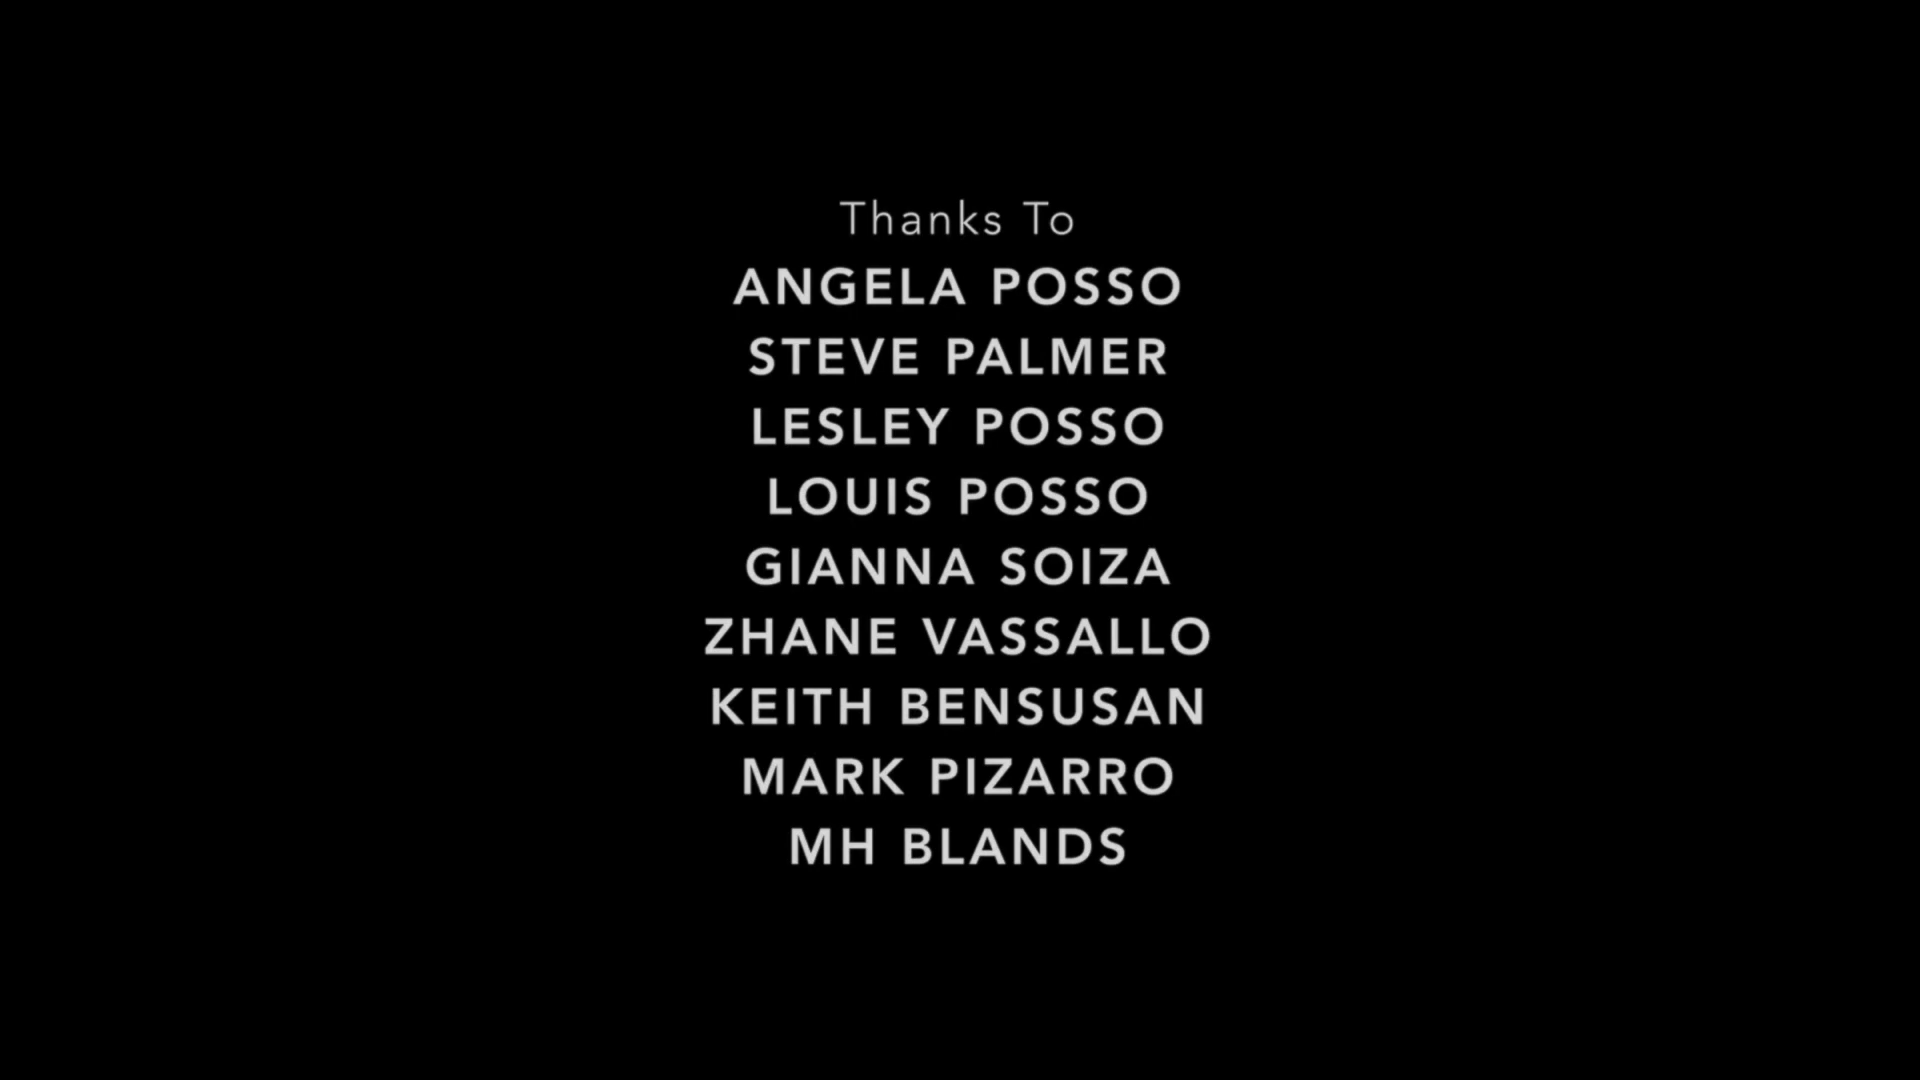 Thanks To
ANGELA POSSO
STEVE PALMER
LESLEY POSSO
LOUIS POSSO
GIANNA SOIZA
ZHANE VASSALLO
KEITH BENSUSAN
MARK PIZARRO
MH BLANDS